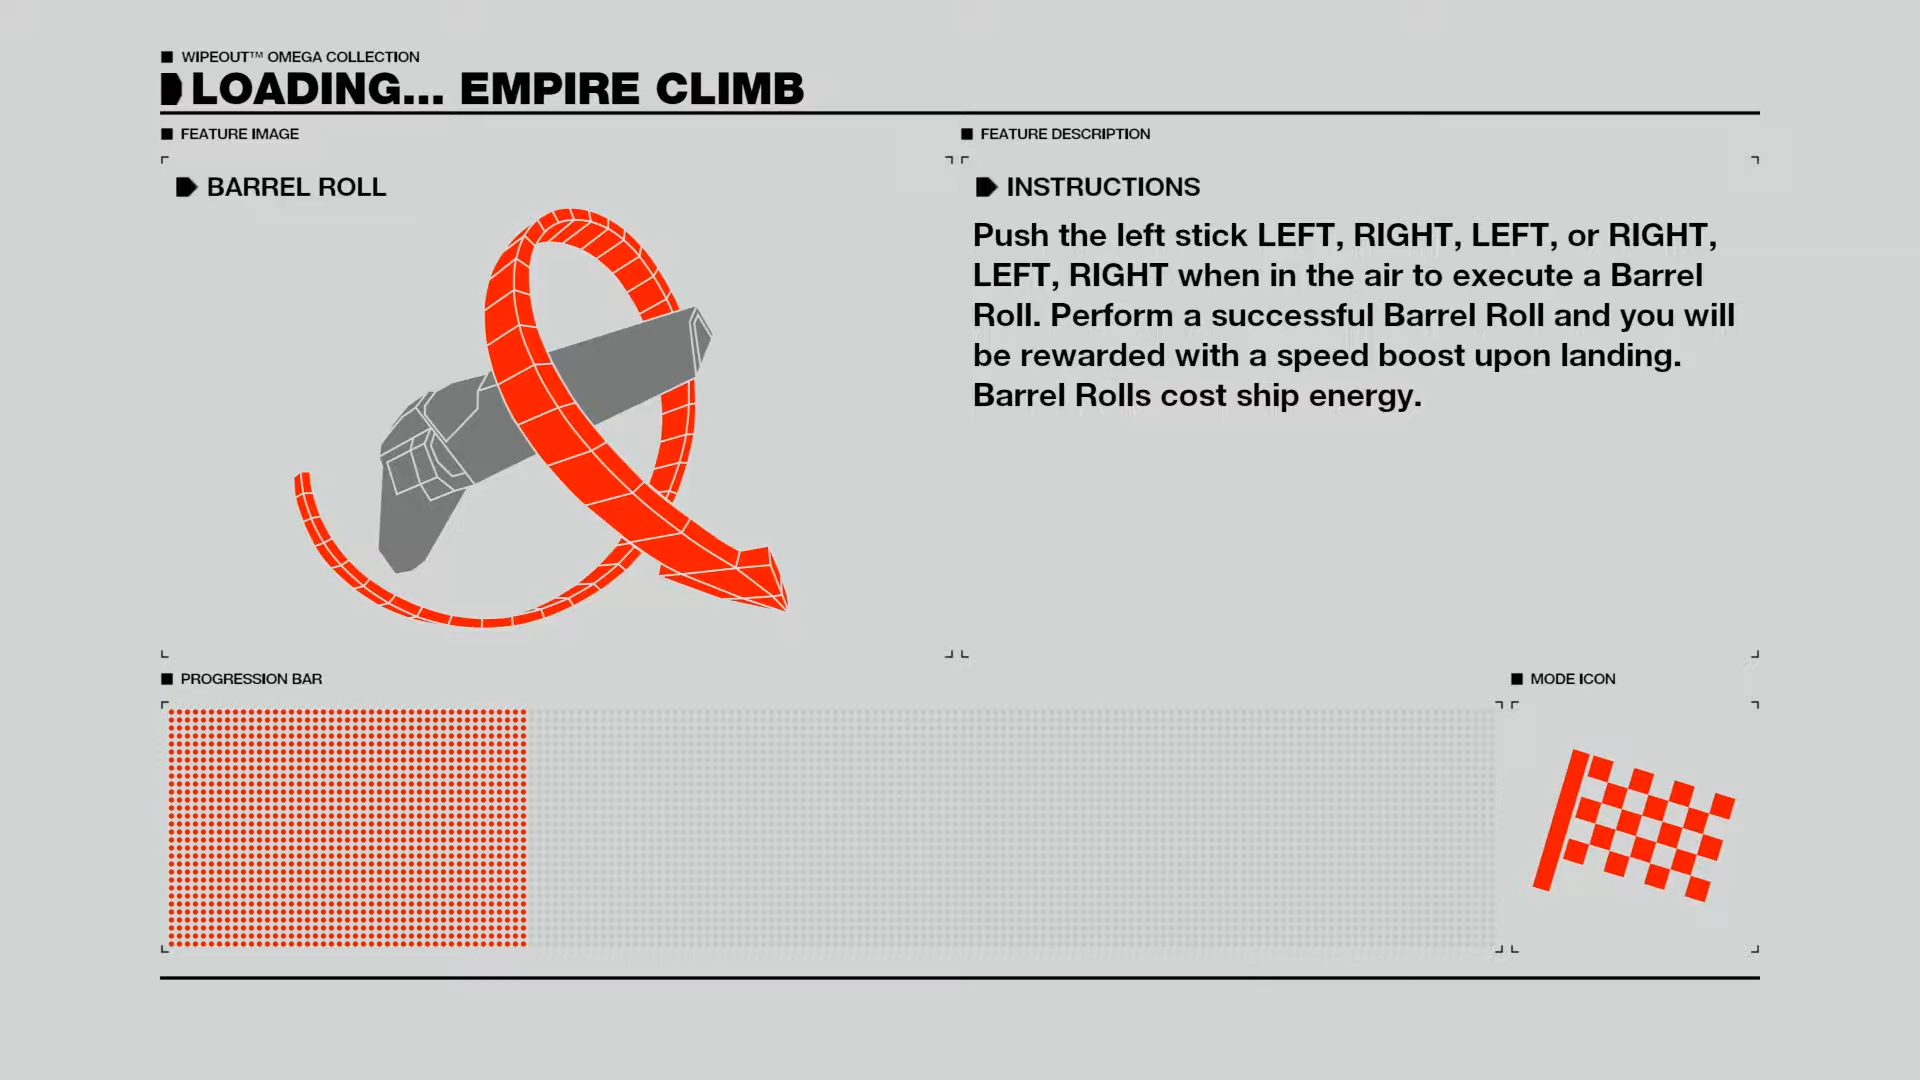 WIPEOUT™ OMEGA COLLECTION
LOADING... EMPIRE CLIMB
FEATURE IMAGE
BARREL ROLL
FEATURE DESCRIPTION
INSTRUCTIONS
Push the left stick LEFT, RIGHT, LEFT, or RIGHT,
LEFT, RIGHT when in the air to execute a Barrel
Roll. Perform a successful Barrel Roll and you will
be rewarded with a speed boost upon landing.
Barrel Rolls cost ship energy.
PROGRESSION BAR
MODE ICON